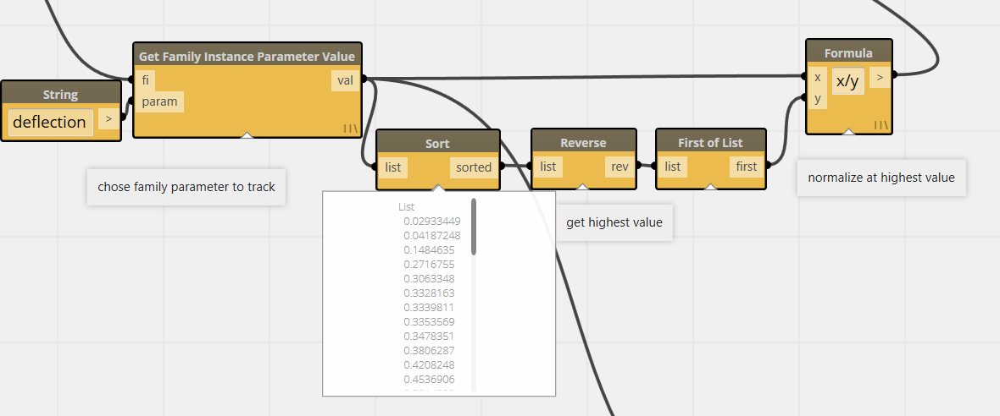 Get Family Instance Parameter Value
fi
val
param
String
deflection
>
chose family parameter to track
Sort
list
sorted
Reverse
list
rev
First of List
list
first
Formula
x
x/y
>
y
normalize at highest value
get highest value
List
0.02933449
0.04187248
0.1484635
0.2716755
0.3063348
0.3328163
0.3339811
0.3353569
0.3478351
0.3806287
0.4208248
0.4536906